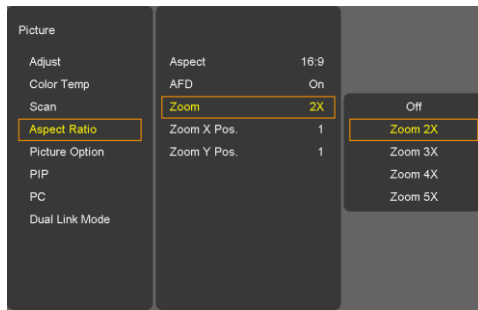 Picture
Adjust
Color Temp
Scan
Aspect Ratio
Picture Option
PIP
PC
Dual Link Mode
Aspect 16:9
AFD On
Zoom 2X
Zoom X Pos. 1
Zoom Y Pos. 1
Off
Zoom 2X
Zoom 3X
Zoom 4X
Zoom 5X